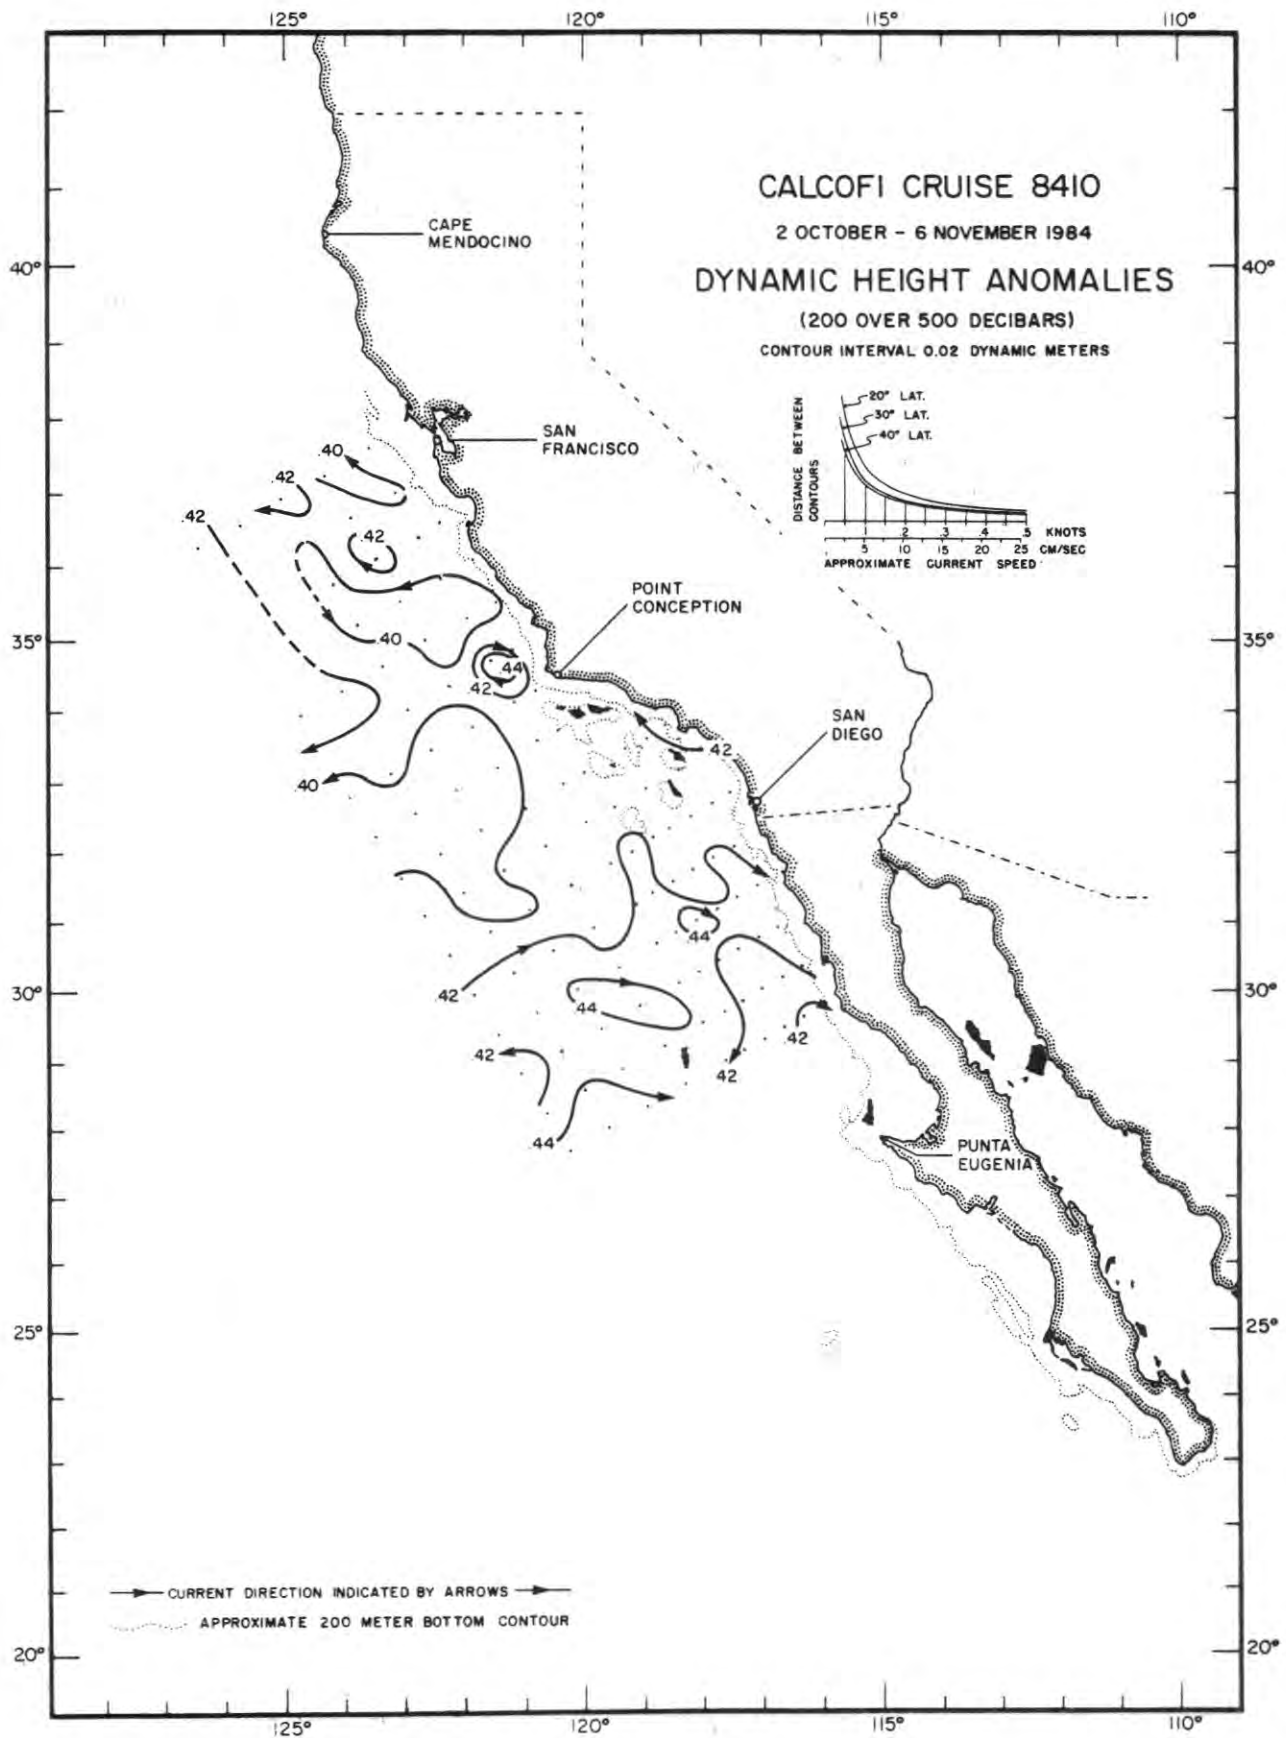 125° 120° 115° 110°
CALCOFI CRUISE 8410
2 OCTOBER – 6 NOVEMBER 1984
CAPE
MENDOCINO
40° 40°
DYNAMIC HEIGHT ANOMALIES
(200 OVER 500 DECIBARS)
CONTOUR INTERVAL 0.02 DYNAMIC METERS
DISTANCE BETWEEN
CONTOURS
20° LAT.
30° LAT.
40° LAT.
.1 .2 .3 .4 .5 KNOTS
5 10 15 20 25 CM/SEC
APPROXIMATE CURRENT SPEED
SAN
FRANCISCO
.40
.42
.42
.42
POINT
CONCEPTION
35° 35°
.40
.44
.42
SAN
DIEGO
.42
.40
.44
30° 30°
.42
.44
.42
.42
.42
.44
PUNTA
EUGENIA
25° 25°
CURRENT DIRECTION INDICATED BY ARROWS
APPROXIMATE 200 METER BOTTOM CONTOUR
20° 20°
125° 120° 115° 110°